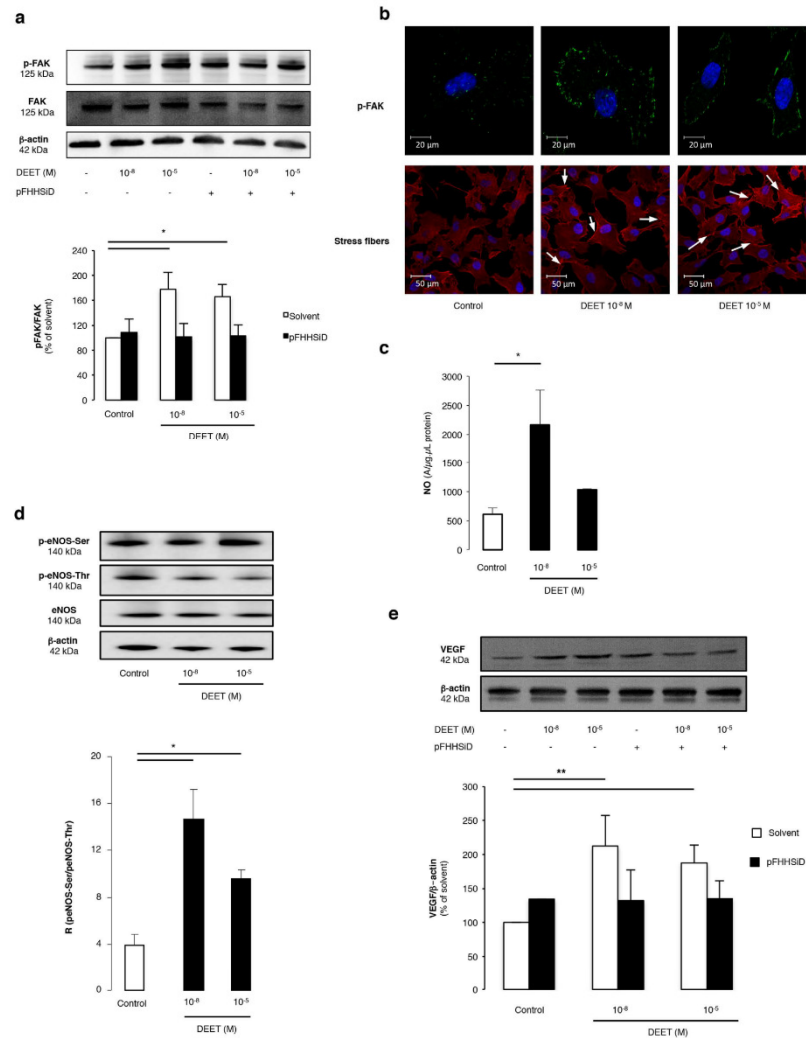 a
p-FAK
125 kDa
FAK
125 kDa
β-actin
42 kDa
DEET (M) - 10-8 10-5 - 10-8 10-5
pFHHSiD + + +
*
240
200
160
120
80
40
0
pFAK/FAK
(% of solvent)
Solvent
pFHHSiD
Control 10-8 10-5
DEET (M)
b
p-FAK
20 µm 20 µm 20 µm
Stress fibers
50 µm 50 µm 50 µm
Control DEET 10-8 M DEET 10-5 M
c
*
3000
2500
2000
1500
1000
500
0
NO (A/µg.µL protein)
Control 10-8 10-5
DEET (M)
d
p-eNOS-Ser
140 kDa
p-eNOS-Thr
140 kDa
eNOS
140 kDa
β-actin
42 kDa
Control 10-8 10-5
DEET (M)
*
20
16
12
8
4
0
R (peNOS-Ser/peNOS-Thr)
Control 10-8 10-5
DEET (M)
e
VEGF
42 kDa
β-actin
42 kDa
DEET (M) - 10-8 10-5 - 10-8 10-5
pFHHSiD - - - + + +
**
300
250
200
150
100
50
0
VEGF/β-actin
(% of solvent)
Solvent
pFHHSiD
Control 10-8 10-5
DEET (M)